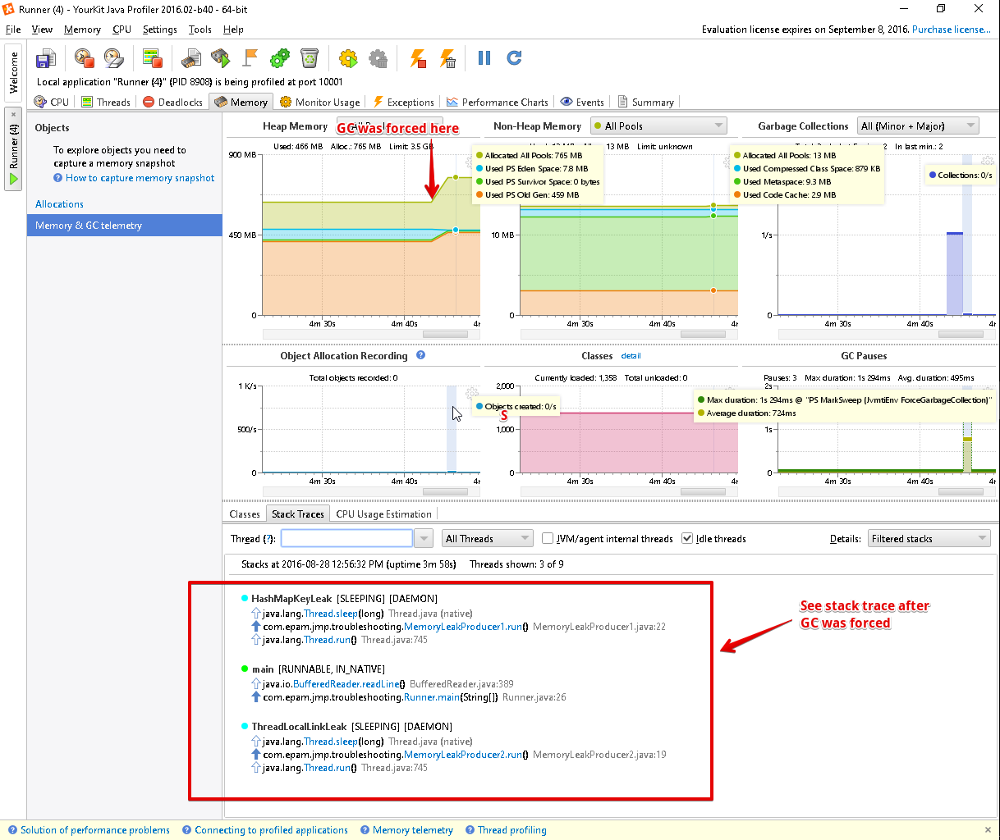 Runner (4) - YourKit Java Profiler 2016.02-b40 - 64-bit
File View Memory CPU Settings Tools Help
Evaluation license expires on September 8, 2016. Purchase license...
Welcome
Runner (4)
Local application "Runner (4)" (PID 8908) is being profiled at port 10001
CPU Threads Deadlocks Memory Monitor Usage Exceptions Performance Charts Events Summary
Objects
To explore objects you need to
capture a memory snapshot
How to capture memory snapshot
Allocations
Memory & GC telemetry
Heap Memory
GC was forced here
Used: 466 MB Alloc.: 765 MB Limit: 3.5 GB
900 MB
450 MB
0
4m 30s 4m 40s 4r
Allocated All Pools: 765 MB
Used PS Eden Space: 7.8 MB
Used PS Survivor Space: 0 bytes
Used PS Old Gen: 459 MB
Non-Heap Memory All Pools
13 MB Limit: unknown
10 MB
0
4m 30s 4m 40s 4r
Allocated All Pools: 13 MB
Used Compressed Class Space: 879 KB
Used Metaspace: 9.3 MB
Used Code Cache: 2.9 MB
Garbage Collections All (Minor + Major)
2 In last min.: 2
Collections: 0/s
1/s
0
4m 30s 4m 40s 4r
Object Allocation Recording
Total objects recorded: 0
1 K/s
500/s
0
4m 30s 4m 40s 4r
Objects created: 0/s
S
Classes detail
Currently loaded: 1,358 Total unloaded: 0
2,000
1,000
0
4m 30s 4m 40s 4r
GC Pauses
Pauses: 3 Max duration: 1s 294ms Avg. duration: 495ms
2s
Max duration: 1s 294ms @ "PS MarkSweep (JvmtiEnv ForceGarbageCollection)"
Average duration: 724ms
1s
0
4m 30s 4m 40s 4r
Classes Stack Traces CPU Usage Estimation
Thread (?): All Threads JVM/agent internal threads Idle threads Details: Filtered stacks
Stacks at 2016-08-28 12:56:32 PM (uptime 3m 58s) Threads shown: 3 of 9
HashMapKeyLeak [SLEEPING] [DAEMON]
java.lang.Thread.sleep(long) Thread.java (native)
com.epam.jmp.troubleshooting.MemoryLeakProducer1.run() MemoryLeakProducer1.java:22
java.lang.Thread.run() Thread.java:745
main [RUNNABLE, IN_NATIVE]
java.io.BufferedReader.readLine() BufferedReader.java:389
com.epam.jmp.troubleshooting.Runner.main(String[]) Runner.java:26
ThreadLocalLinkLeak [SLEEPING] [DAEMON]
java.lang.Thread.sleep(long) Thread.java (native)
com.epam.jmp.troubleshooting.MemoryLeakProducer2.run() MemoryLeakProducer2.java:19
java.lang.Thread.run() Thread.java:745
See stack trace after
GC was forced
Solution of performance problems Connecting to profiled applications Memory telemetry Thread profiling